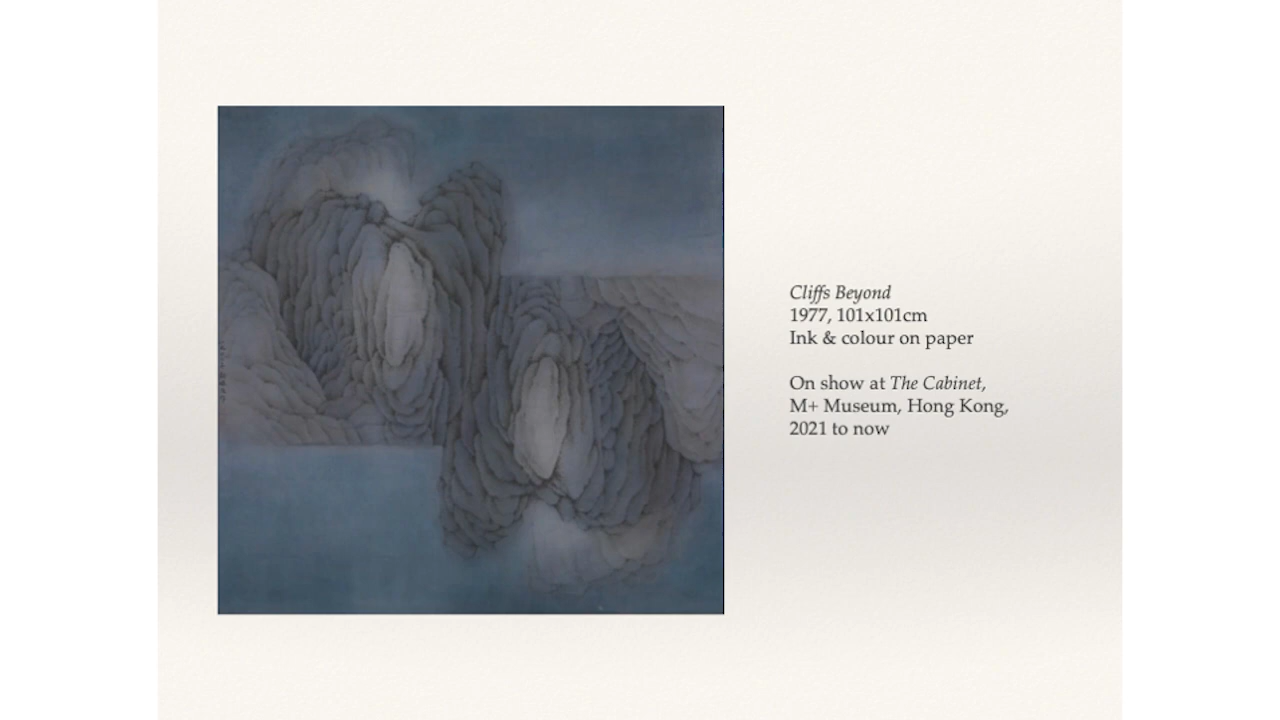 Cliffs Beyond
1977, 101x101cm
Ink & colour on paper
On show at The Cabinet,
M+ Museum, Hong Kong,
2021 to now